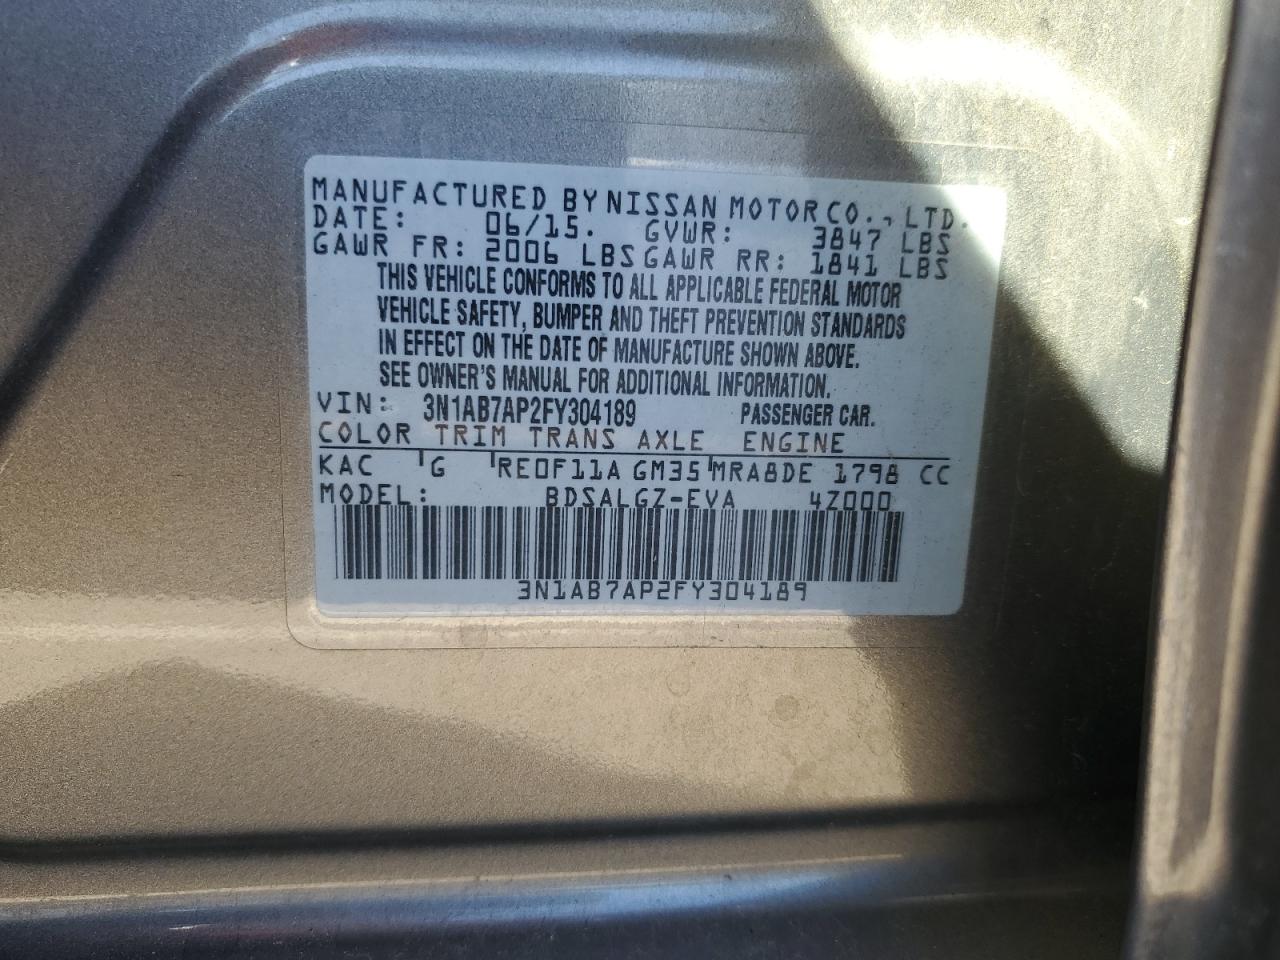 MANUFACTURED BY NISSAN MOTOR CO., LTD.
DATE: 06/15. GVWR: 3847 LBS
GAWR FR: 2006 LBS GAWR RR: 1841 LBS
THIS VEHICLE CONFORMS TO ALL APPLICABLE FEDERAL MOTOR
VEHICLE SAFETY, BUMPER AND THEFT PREVENTION STANDARDS
IN EFFECT ON THE DATE OF MANUFACTURE SHOWN ABOVE.
SEE OWNER'S MANUAL FOR ADDITIONAL INFORMATION.
VIN: 3N1AB7AP2FY304189 PASSENGER CAR.
COLOR TRIM TRANS AXLE ENGINE
KAC G RE0F11A GM35 MRA8DE 1798 CC
MODEL: BDSALGZ-EVA 4Z000
3N1AB7AP2FY304189